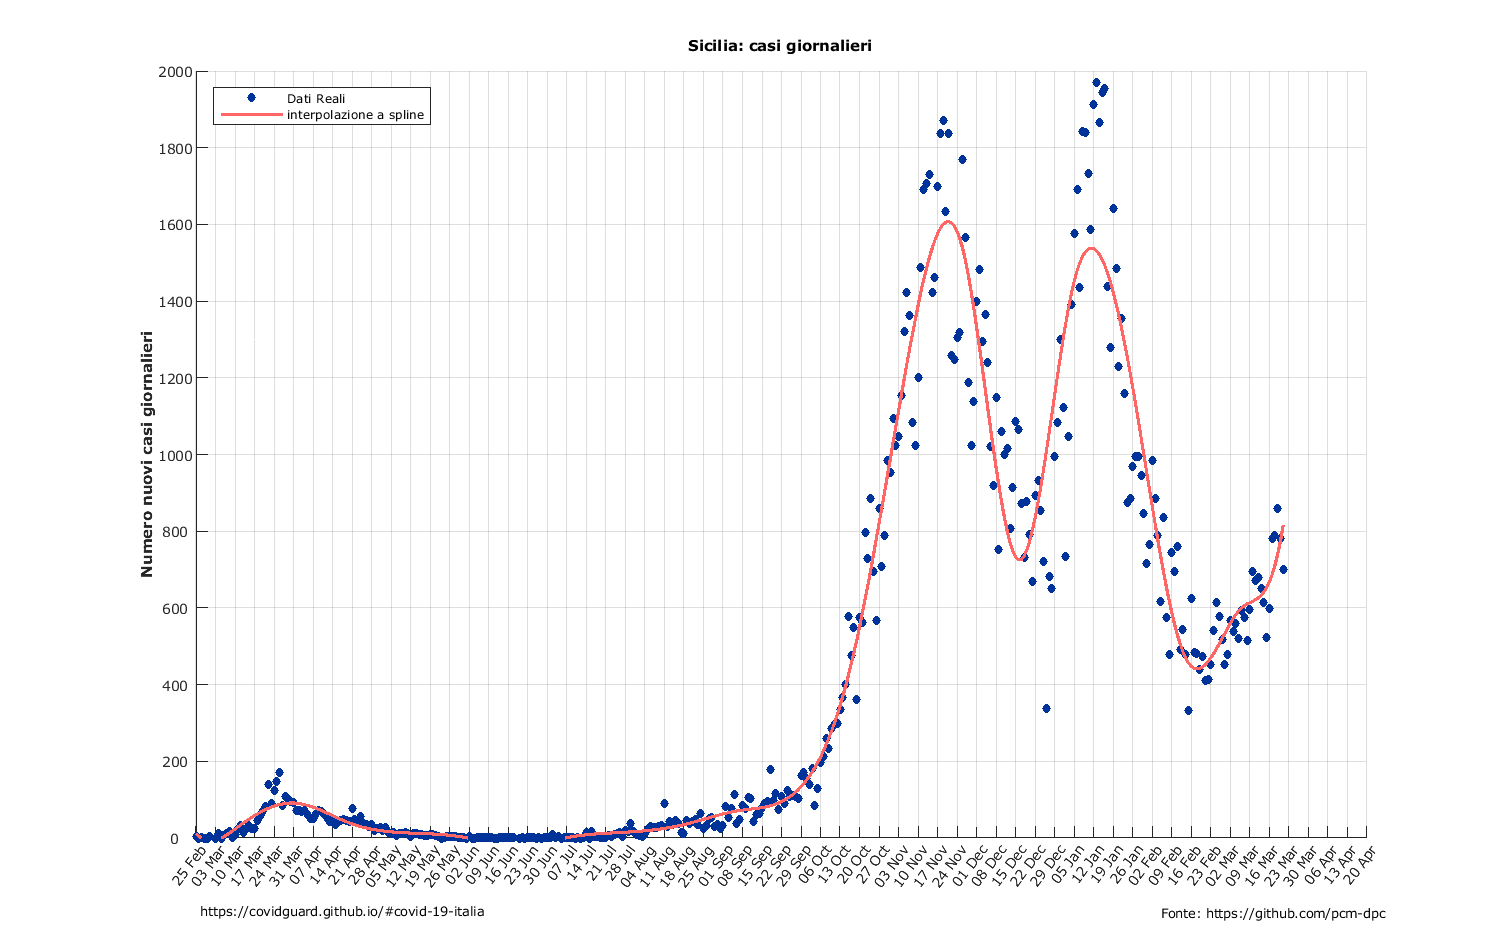 Sicilia: casi giornalieri
2000
1800
1600
1400
1200
1000
800
600
400
200
0
Dati Reali
interpolazione a spline
Numero nuovi casi giornalieri
25 Feb
03 Mar
10 Mar
17 Mar
24 Mar
31 Mar
07 Apr
14 Apr
21 Apr
28 Apr
05 May
12 May
19 May
26 May
02 Jun
09 Jun
16 Jun
23 Jun
30 Jun
07 Jul
14 Jul
21 Jul
28 Jul
04 Aug
11 Aug
18 Aug
25 Aug
01 Sep
08 Sep
15 Sep
22 Sep
29 Sep
06 Oct
13 Oct
20 Oct
27 Oct
03 Nov
10 Nov
17 Nov
24 Nov
01 Dec
08 Dec
15 Dec
22 Dec
29 Dec
05 Jan
12 Jan
19 Jan
26 Jan
02 Feb
09 Feb
16 Feb
23 Feb
02 Mar
09 Mar
16 Mar
23 Mar
30 Mar
06 Apr
13 Apr
20 Apr
https://covidguard.github.io/#covid-19-italia
Fonte: https://github.com/pcm-dpc